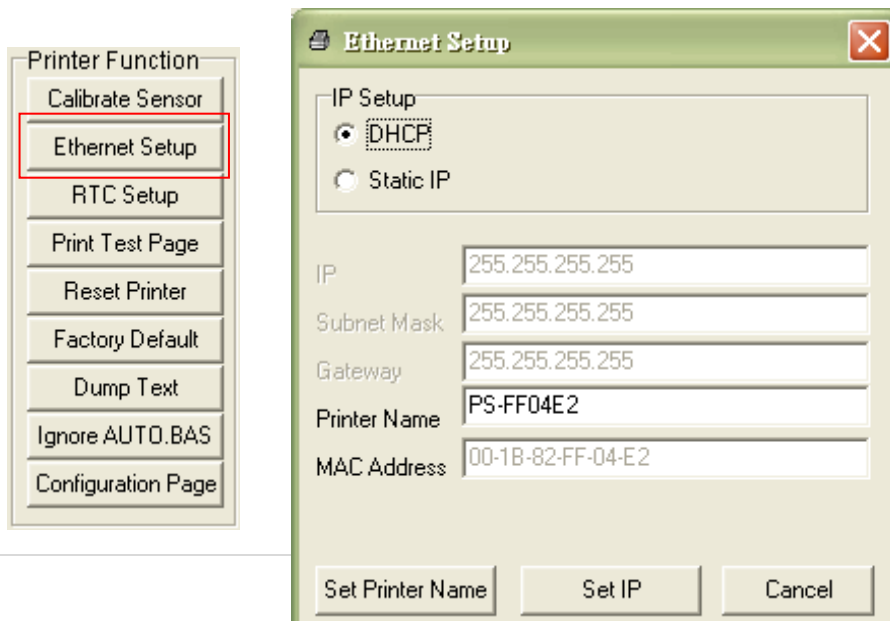 Printer Function
Calibrate Sensor
Ethernet Setup
RTC Setup
Print Test Page
Reset Printer
Factory Default
Dump Text
Ignore AUTO.BAS
Configuration Page
Ethernet Setup
IP Setup
DHCP
Static IP
IP 255.255.255.255
Subnet Mask 255.255.255.255
Gateway 255.255.255.255
Printer Name PS-FF04E2
MAC Address 00-1B-82-FF-04-E2
Set Printer Name Set IP Cancel